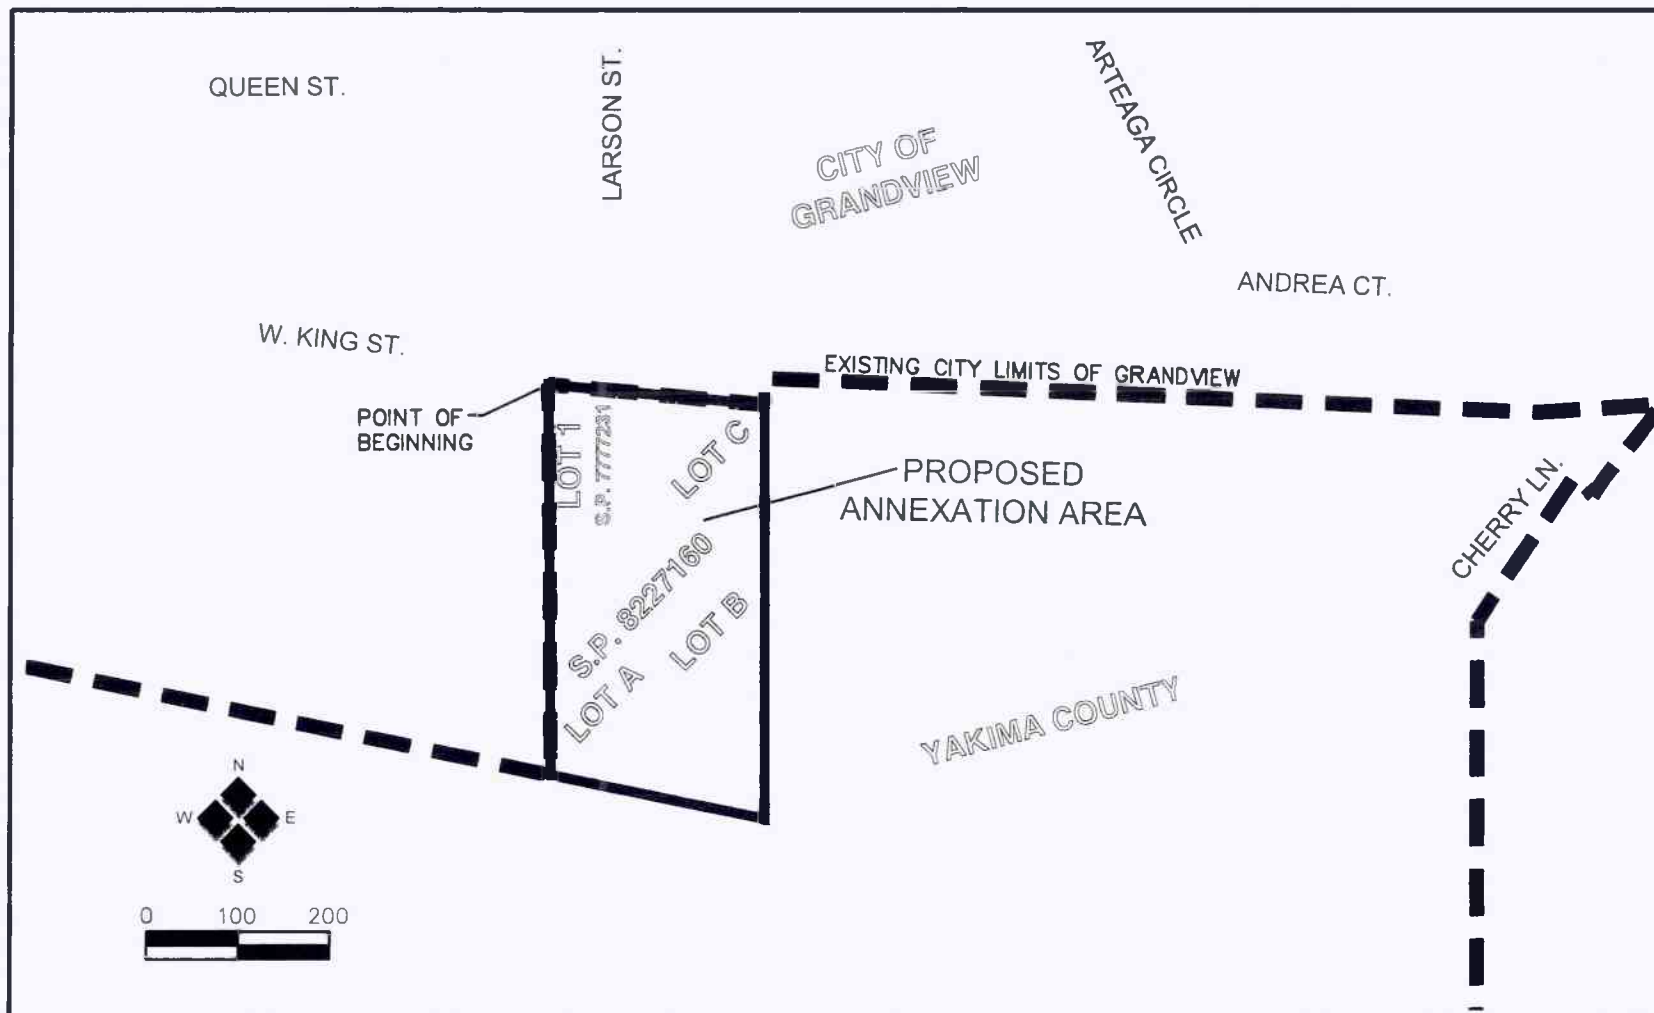 QUEEN ST.
LARSON ST.
CITY OF
GRANDVIEW
ARTEAGA CIRCLE
ANDREA CT.
W. KING ST.
EXISTING CITY LIMITS OF GRANDVIEW
POINT OF
BEGINNING
LOT 1
S.P. 7777231
LOT C
PROPOSED
ANNEXATION AREA
CHERRY LN.
S.P. 8227160
LOT A
LOT B
YAKIMA COUNTY
N
W
E
S
0 100 200